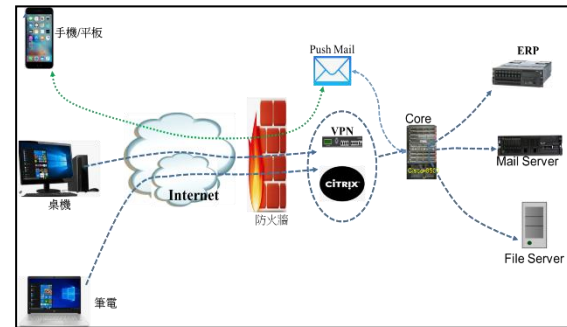 手機/平板
Push Mail
ERP
VPN
Core
CITRIX
Mail Server
Internet
桌機
防火牆
File Server
筆電